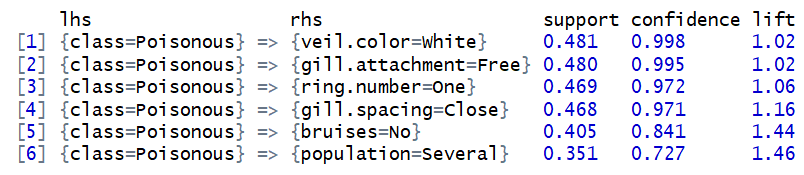 lhs rhs support confidence lift
[1] {class=Poisonous} => {veil.color=White} 0.481 0.998 1.02
[2] {class=Poisonous} => {gill.attachment=Free} 0.480 0.995 1.02
[3] {class=Poisonous} => {ring.number=One} 0.469 0.972 1.06
[4] {class=Poisonous} => {gill.spacing=Close} 0.468 0.971 1.16
[5] {class=Poisonous} => {bruises=No} 0.405 0.841 1.44
[6] {class=Poisonous} => {population=Several} 0.351 0.727 1.46